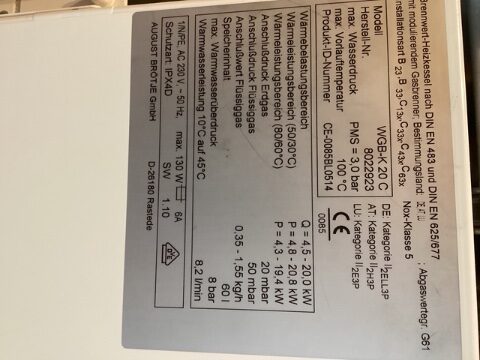 Brennwert-Heizkessel nach DIN EN 483 und DIN EN 625/677
mit modulierendem Gasbrenner; Bestimmungsland: ; Abgaswertegr. G61
Installationsart B 23, B 33, C13x C33x C43x C63x
Nox-Klasse 5
Modell WGB-K 20 C
Herstell-Nr. 8022923
max. Wasserdruck PMS = 3,0 bar
max. Vorlauftemperatur 100 °C
Produkt-ID-Nummer CE-0085BL0514
DE: Kategorie II2ELL3P
AT: Kategorie II2H3P
LU: Kategorie II2E3P
CE
0085
Wärmebelastungsbereich Q = 4,5 - 20,0 kW
Wärmeleistungsbereich (50/30°C) P = 4,8 - 20,8 kW
Wärmeleistungsbereich (80/60°C) P = 4,3 - 19,4 kW
Anschlußdruck Erdgas 20 mbar
Anschlußdruck Flüssiggas 50 mbar
Anschlußwert Flüssiggas 0,35 - 1,55 kg/h
Speicherinhalt 60 l
max. Warmwasserüberdruck 8 bar
Warmwasserleistung 10°C auf 45°C 8,2 l/min
1/N/PE, AC 230 V, ~ 50 Hz, max. 130 W 6A
Schutzart: IPX4D SW 1.10
AUGUST BRÖTJE GmbH D-26180 Rastede